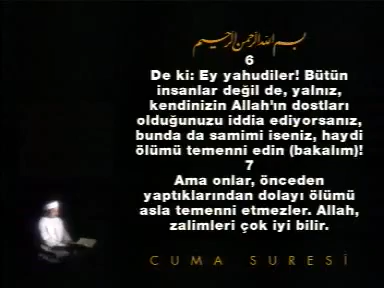 بسم الله الرحمن الرحيم
6
De ki: Ey yahudiler! Bütün
insanlar değil de, yalnız,
kendinizin Allah'ın dostları
olduğunuzu iddia ediyorsanız,
bunda da samimi iseniz, haydi
ölümü temenni edin (bakalım)!
7
Ama onlar, önceden
yaptıklarından dolayı ölümü
asla temenni etmezler. Allah,
zalimleri çok iyi bilir.
CUMA SURESİ